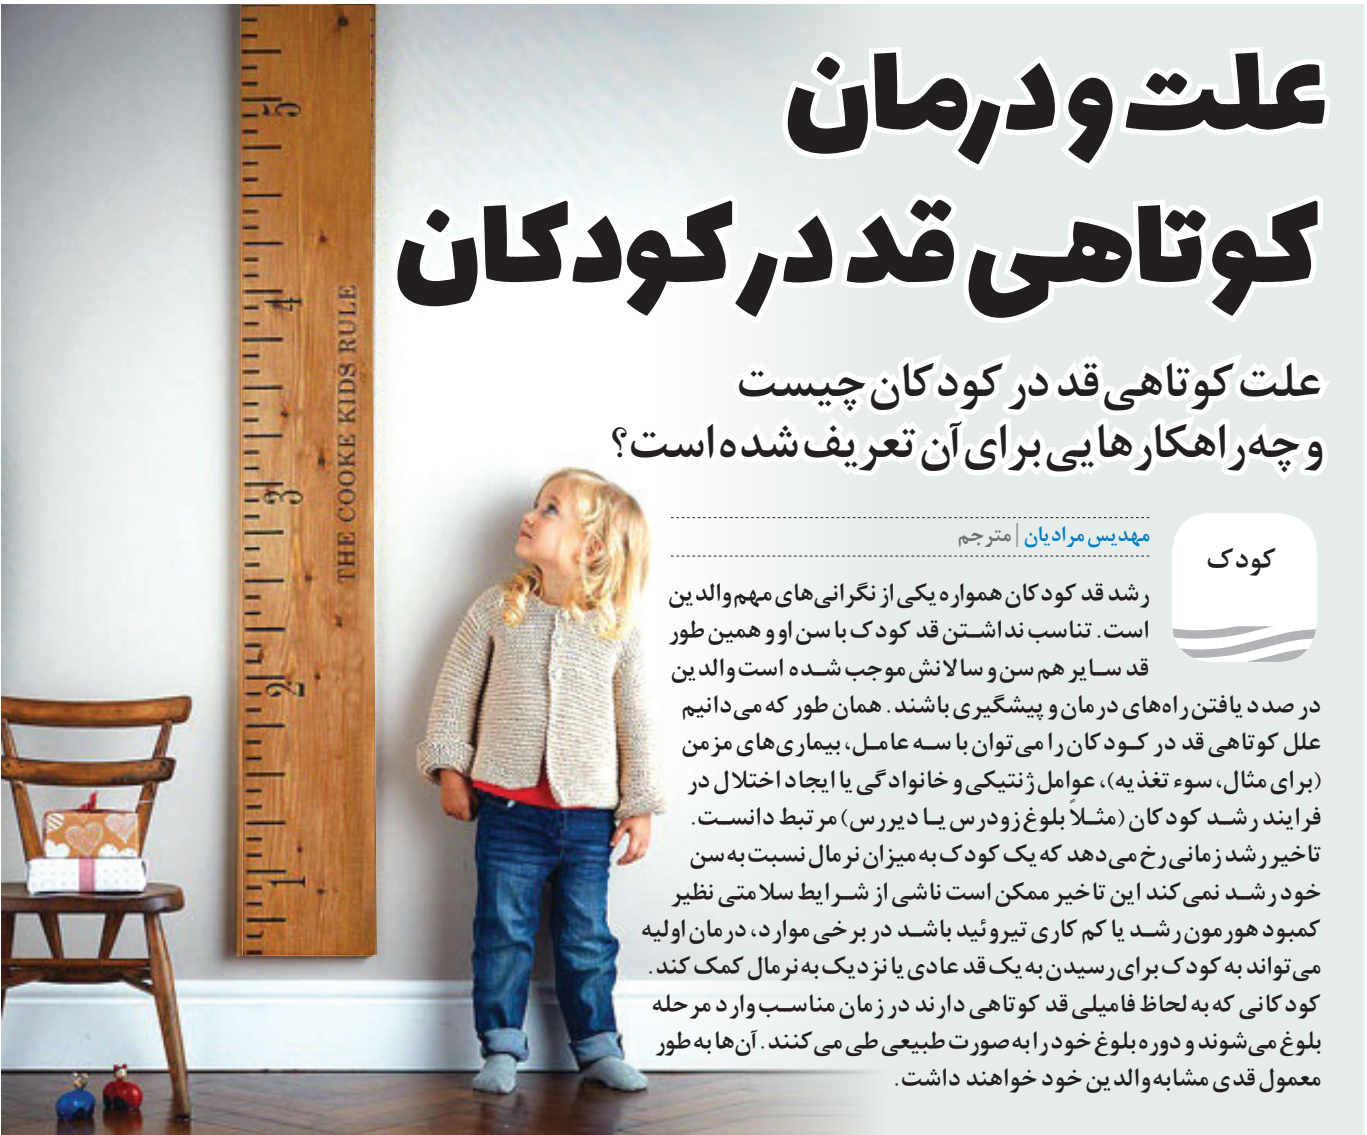 علت و درمان
کوتاهی قد در کودکان
علت کوتاهی قد در کودکان چیست
و چه راهکارهایی برای آن تعریف شده است؟
کودک
مهدیس مرادیان | مترجم
رشد قد کودکان همواره یکی از نگرانی‌های مهم والدین
است. تناسب نداشتن قد کودک با سن او و همین طور
قد سایر هم سن و سالانش موجب شده است والدین
در صدد یافتن راه‌های درمان و پیشگیری باشند. همان طور که می‌دانیم
علل کوتاهی قد در کودکان را می‌توان با سه عامل، بیماری‌های مزمن
(برای مثال، سوء تغذیه)، عوامل ژنتیکی و خانوادگی یا ایجاد اختلال در
فرایند رشد کودکان (مثلاً بلوغ زودرس یا دیررس) مرتبط دانست.
تاخیر رشد زمانی رخ می‌دهد که یک کودک به میزان نرمال نسبت به سن
خود رشد نمی‌کند این تاخیر ممکن است ناشی از شرایط سلامتی نظیر
کمبود هورمون رشد یا کم کاری تیروئید باشد در برخی موارد، درمان اولیه
می‌تواند به کودک برای رسیدن به یک قد عادی یا نزدیک به نرمال کمک کند.
کودکانی که به لحاظ فامیلی قد کوتاهی دارند در زمان مناسب وارد مرحله
بلوغ می‌شوند و دوره بلوغ خود را به صورت طبیعی طی می‌کنند. آن‌ها به طور
معمول قدی مشابه والدین خود خواهند داشت.
5
4
3
2
1
THE COOKE KIDS RULE